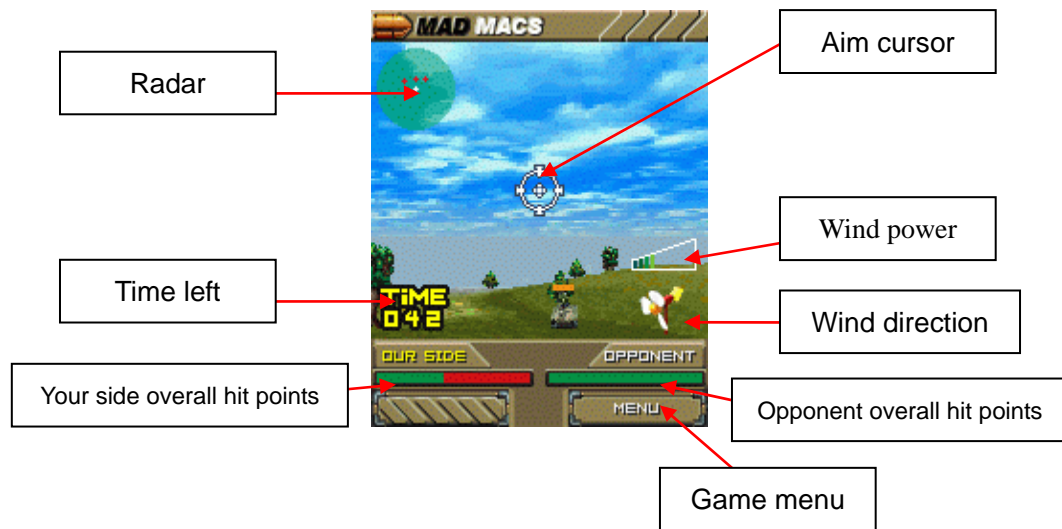 MAD MACS
Aim cursor
Radar
Wind power
Time left
TiME
042
Wind direction
OUR SIDE
OPPONENT
Your side overall hit points
Opponent overall hit points
MENU
Game menu